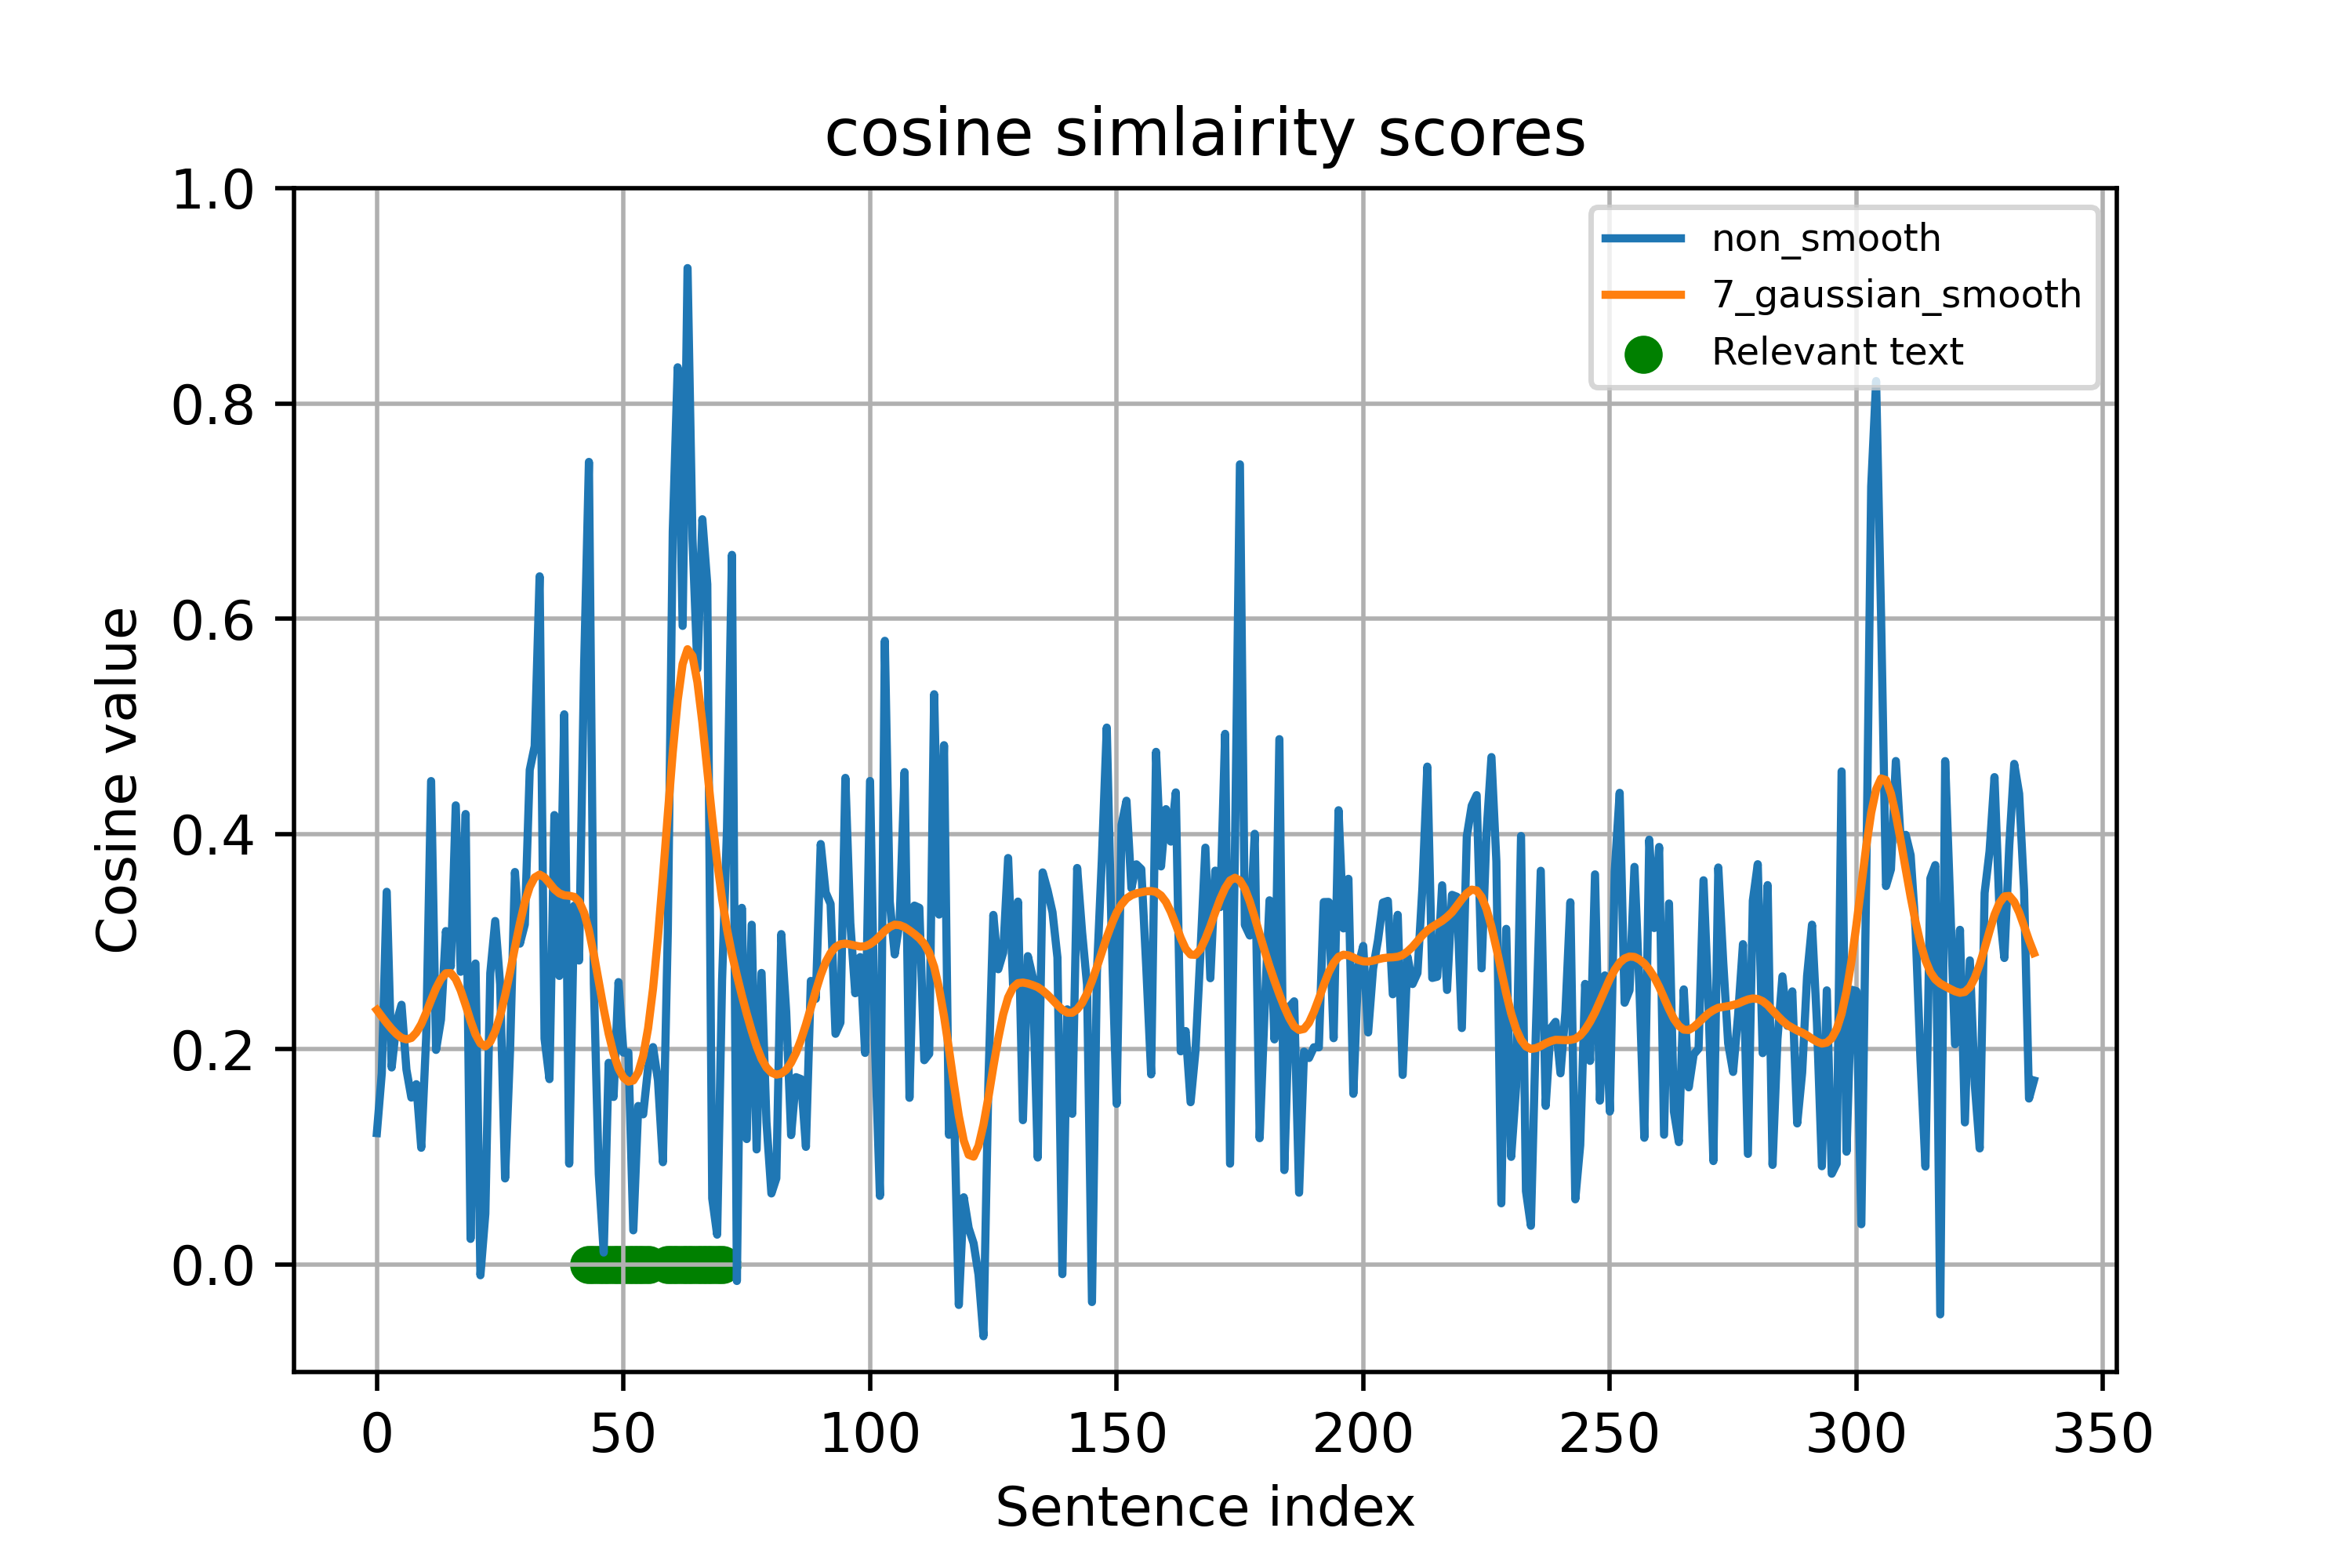 cosine simlairity scores
1.0
0.8
0.6
0.4
0.2
0.0
Cosine value
non_smooth
7_gaussian_smooth
Relevant text
0 50 100 150 200 250 300 350
Sentence index